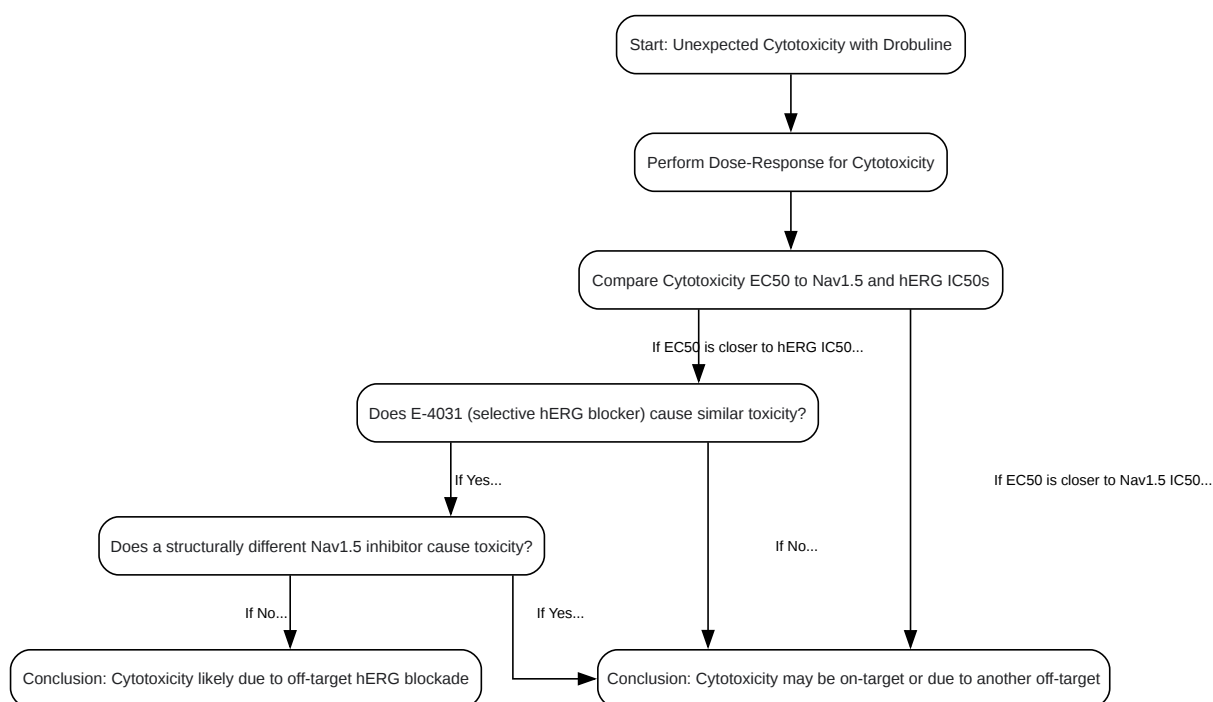 Start: Unexpected Cytotoxicity with Drobuline
Perform Dose-Response for Cytotoxicity
Compare Cytotoxicity EC50 to Nav1.5 and hERG IC50s
If EC50 is closer to hERG IC50...
Does E-4031 (selective hERG blocker) cause similar toxicity?
If Yes...
If EC50 is closer to Nav1.5 IC50...
Does a structurally different Nav1.5 inhibitor cause toxicity?
If No...
If No...
If Yes...
Conclusion: Cytotoxicity likely due to off-target hERG blockade
Conclusion: Cytotoxicity may be on-target or due to another off-target